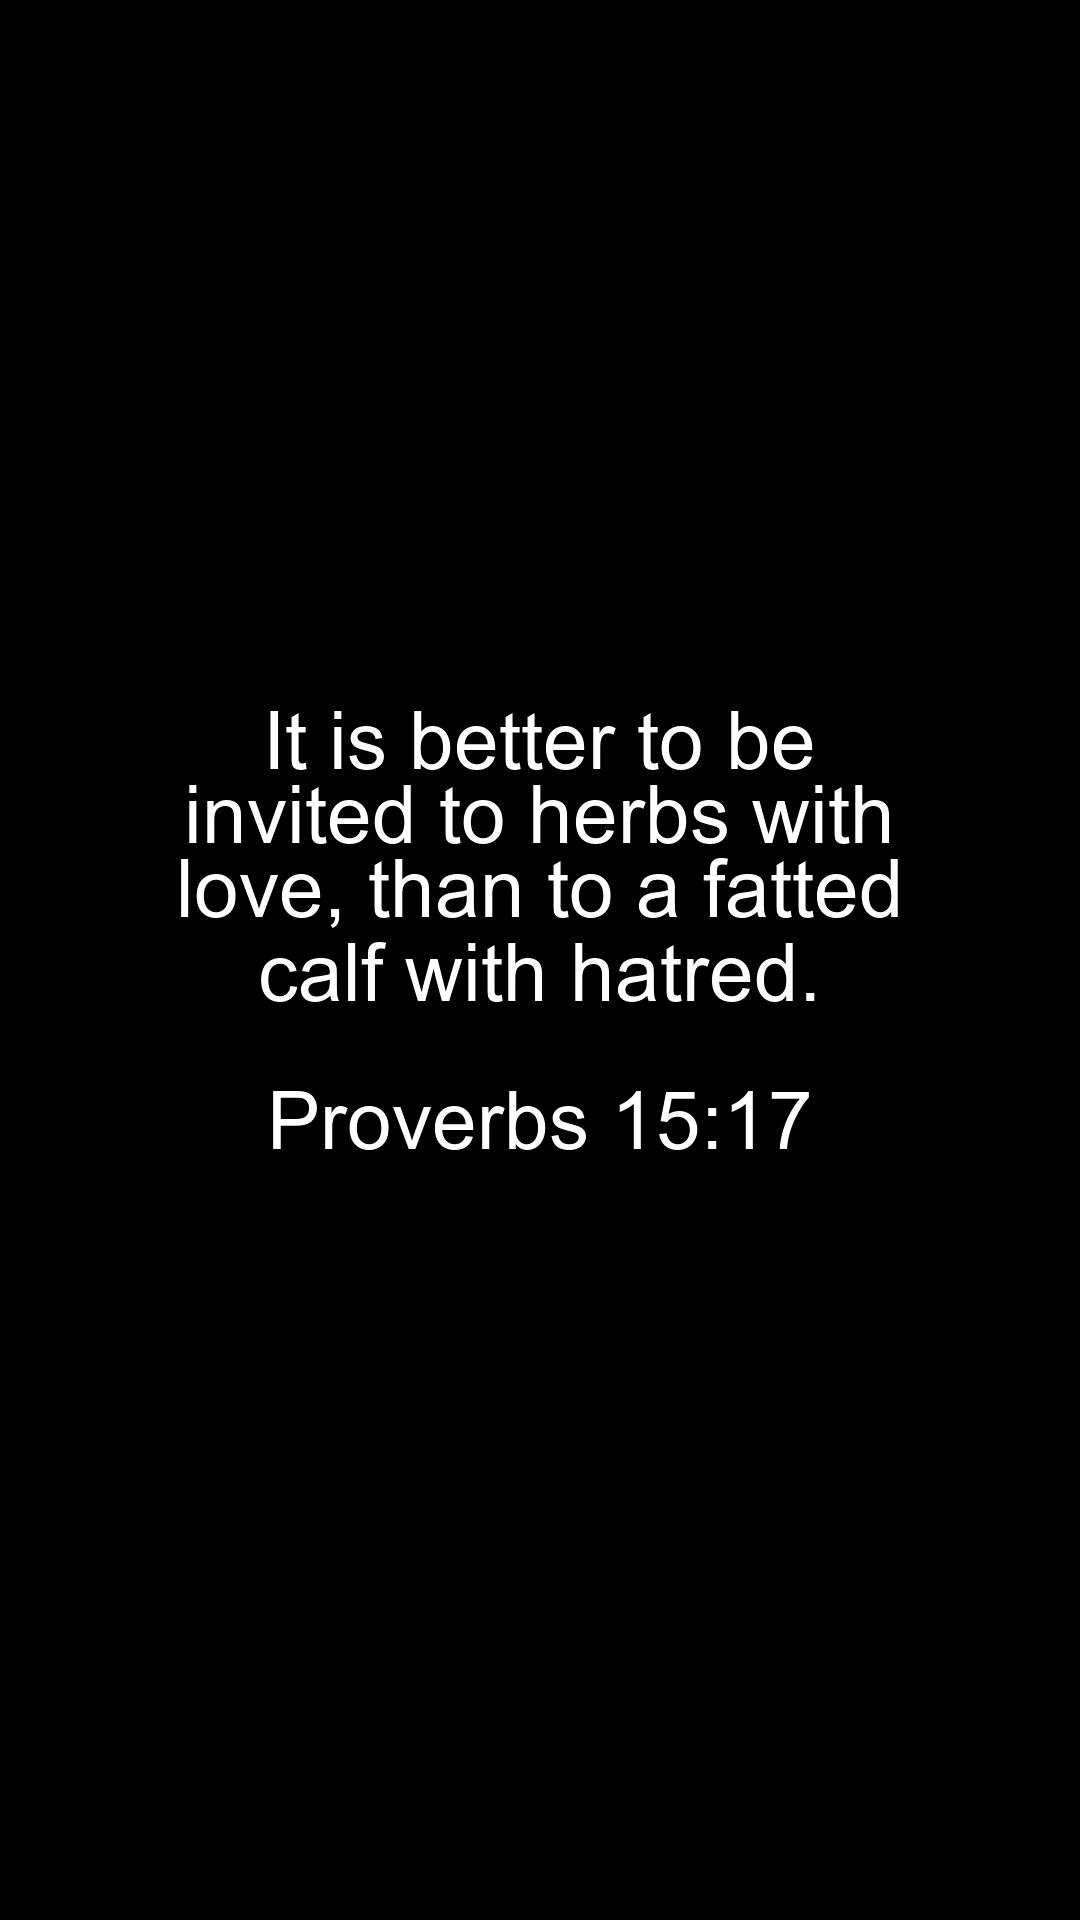 It is better to be
invited to herbs with
love, than to a fatted
calf with hatred.
Proverbs 15:17